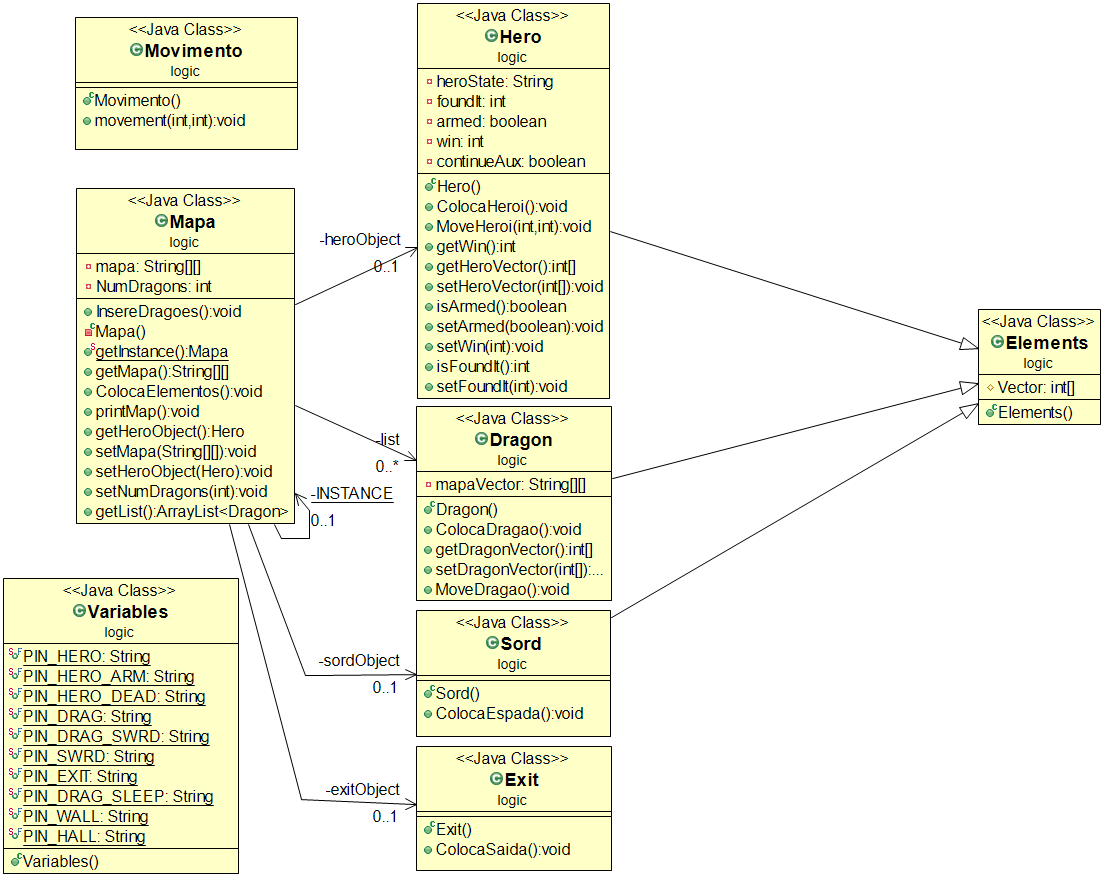 <<Java Class>>
Movimento
logic
Movimento()
movement(int,int):void
<<Java Class>>
Hero
logic
heroState: String
foundIt: int
armed: boolean
win: int
continueAux: boolean
Hero()
ColocaHeroi():void
MoveHeroi(int,int):void
getWin():int
getHeroVector():int[]
setHeroVector(int[]):void
isArmed():boolean
setArmed(boolean):void
setWin(int):void
isFoundIt():int
setFoundIt(int):void
<<Java Class>>
Mapa
logic
mapa: String[][]
NumDragons: int
InsereDragoes():void
Mapa()
getInstance():Mapa
getMapa():String[][]
ColocaElementos():void
printMap():void
getHeroObject():Hero
setMapa(String[][]):void
setHeroObject(Hero):void
setNumDragons(int):void
getList():ArrayList<Dragon>
-heroObject
0..1
-list
0..*
-INSTANCE
0..1
-sordObject
0..1
-exitObject
0..1
<<Java Class>>
Elements
logic
Vector: int[]
Elements()
<<Java Class>>
Dragon
logic
mapaVector: String[][]
Dragon()
ColocaDragao():void
getDragonVector():int[]
setDragonVector(int[]):...
MoveDragao():void
<<Java Class>>
Sord
logic
Sord()
ColocaEspada():void
<<Java Class>>
Exit
logic
Exit()
ColocaSaida():void
<<Java Class>>
Variables
logic
PIN_HERO: String
PIN_HERO_ARM: String
PIN_HERO_DEAD: String
PIN_DRAG: String
PIN_DRAG_SWRD: String
PIN_SWRD: String
PIN_EXIT: String
PIN_DRAG_SLEEP: String
PIN_WALL: String
PIN_HALL: String
Variables()